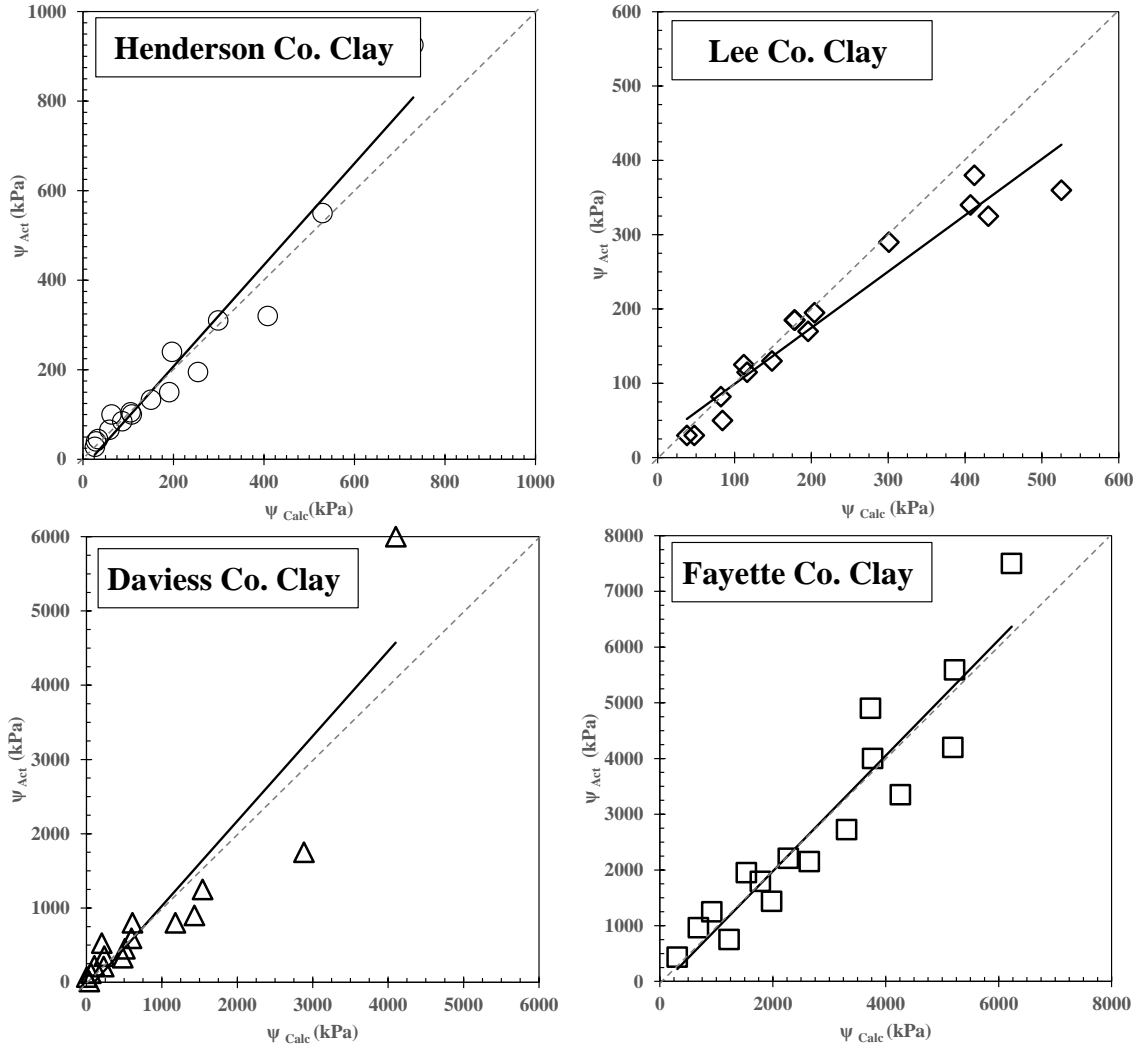 Henderson Co. Clay
1000
800
600
400
200
0
0 200 400 600 800 1000
ψ Act (kPa)
ψ Calc (kPa)
Lee Co. Clay
600
500
400
300
200
100
0
0 100 200 300 400 500 600
ψ Act (kPa)
ψ Calc (kPa)
Daviess Co. Clay
6000
5000
4000
3000
2000
1000
0
0 1000 2000 3000 4000 5000 6000
ψ Act (kPa)
ψ Calc (kPa)
Fayette Co. Clay
8000
7000
6000
5000
4000
3000
2000
1000
0
0 2000 4000 6000 8000
ψ Act (kPa)
ψ Calc (kPa)